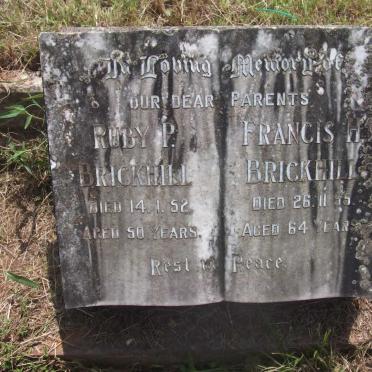 In Loving Memory of
OUR DEAR PARENTS
RUBY P.
BRICKHILL
DIED 14.1.52
AGED 50 YEARS.
FRANCIS H
BRICKHILL
DIED 26.11
AGED 64 YEAR
Rest in Peace.